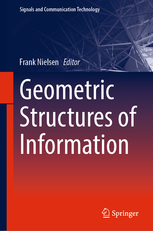 Signals and Communication Technology
Frank Nielsen Editor
Geometric
Structures of
Information
Springer